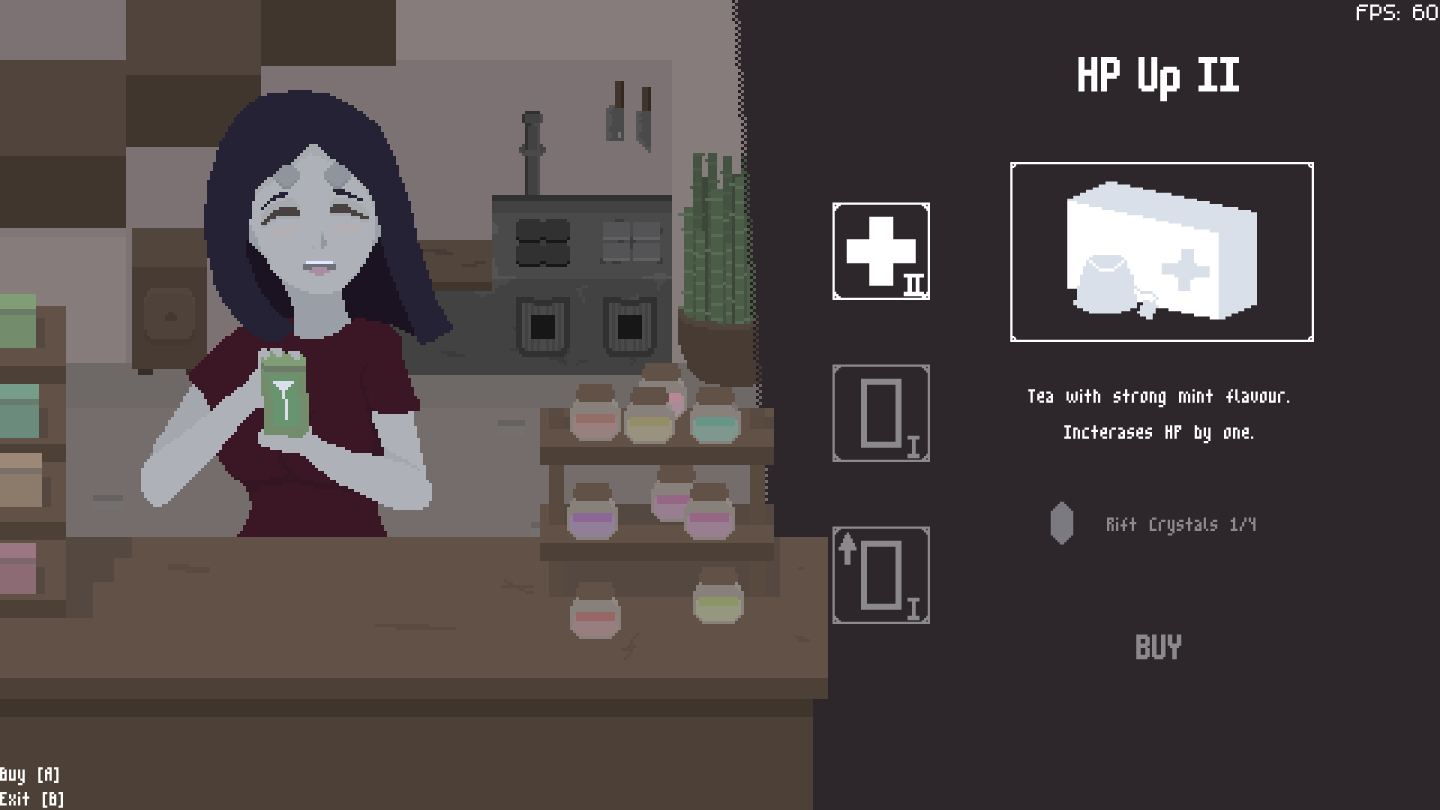 FPS: 60
HP Up II
II
I
I
Tea with strong mint flavour.
Incterases HP by one.
Rift Crystals 1/4
BUY
Buy [A]
Exit [B]